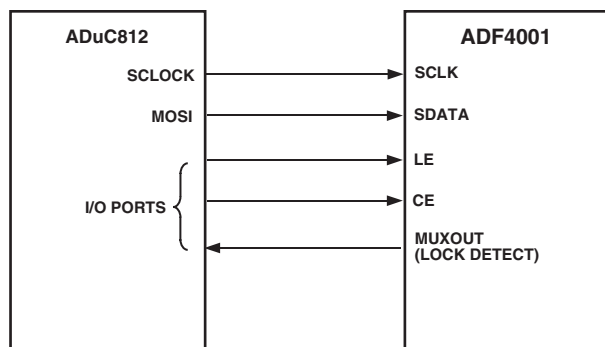 ADuC812
SCLOCK
MOSI
I/O PORTS
ADF4001
SCLK
SDATA
LE
CE
MUXOUT
(LOCK DETECT)